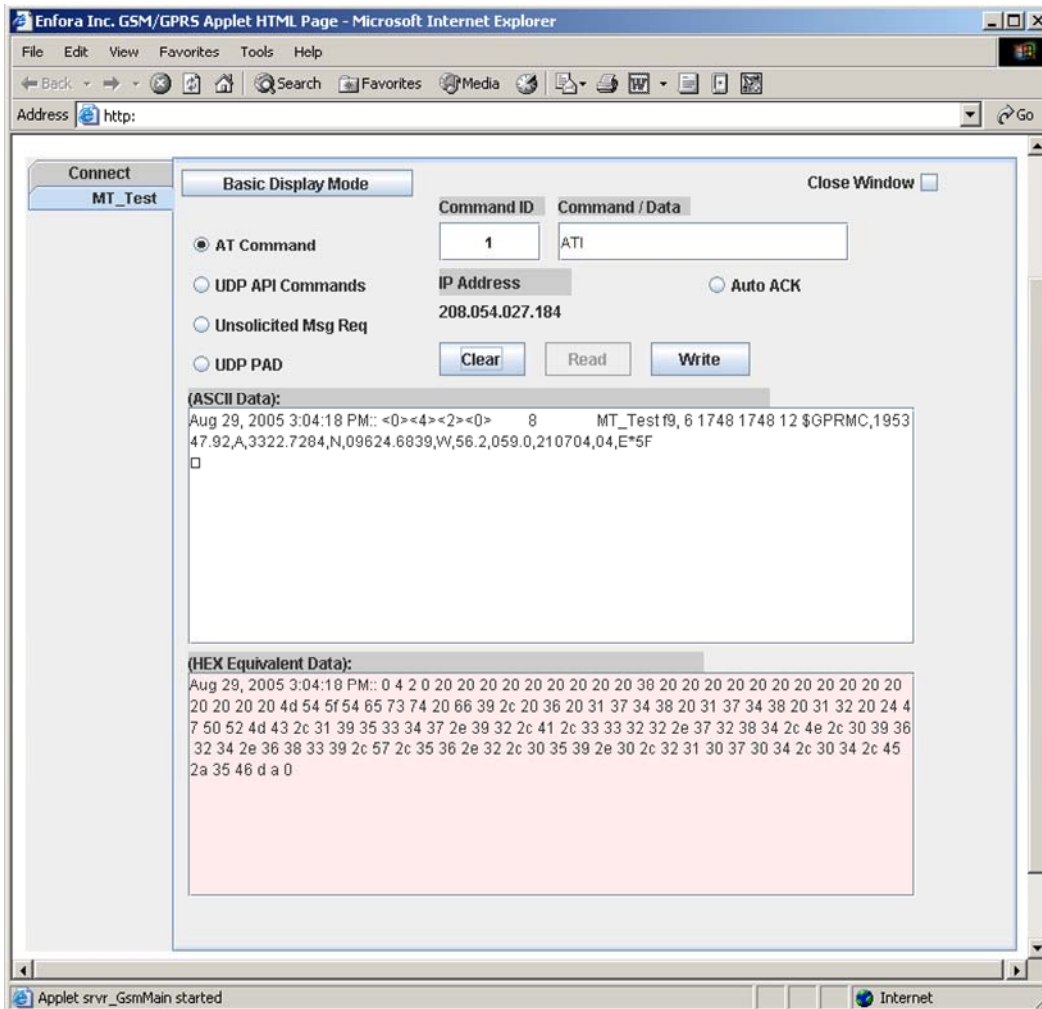 Enfora Inc. GSM/GPRS Applet HTML Page - Microsoft Internet Explorer
File Edit View Favorites Tools Help
Back Search Favorites Media
Address http: Go
Connect
MT_Test
Basic Display Mode
Close Window
Command ID Command / Data
AT Command 1 ATI
UDP API Commands IP Address Auto ACK
208.054.027.184
Unsolicited Msg Req
UDP PAD Clear Read Write
(ASCII Data):
Aug 29, 2005 3:04:18 PM:: <0><4><2><0> 8 MT_Test f9, 6 1748 1748 12 $GPRMC,1953
47.92,A,3322.7284,N,09624.6839,W,56.2,059.0,210704,04,E*5F
(HEX Equivalent Data):
Aug 29, 2005 3:04:18 PM:: 0 4 2 0 20 20 20 20 20 20 20 20 20 38 20 20 20 20 20 20 20 20 20 20 20
20 20 20 20 4d 54 5f 54 65 73 74 20 66 39 2c 20 36 20 31 37 34 38 20 31 37 34 38 20 31 32 20 24 4
7 50 52 4d 43 2c 31 39 35 33 34 37 2e 39 32 2c 41 2c 33 33 32 32 2e 37 32 38 34 2c 4e 2c 30 39 36
32 34 2e 36 38 33 39 2c 57 2c 35 36 2e 32 2c 30 35 39 2e 30 2c 32 31 30 37 30 34 2c 30 34 2c 45
2a 35 46 d a 0
Applet srvr_GsmMain started Internet